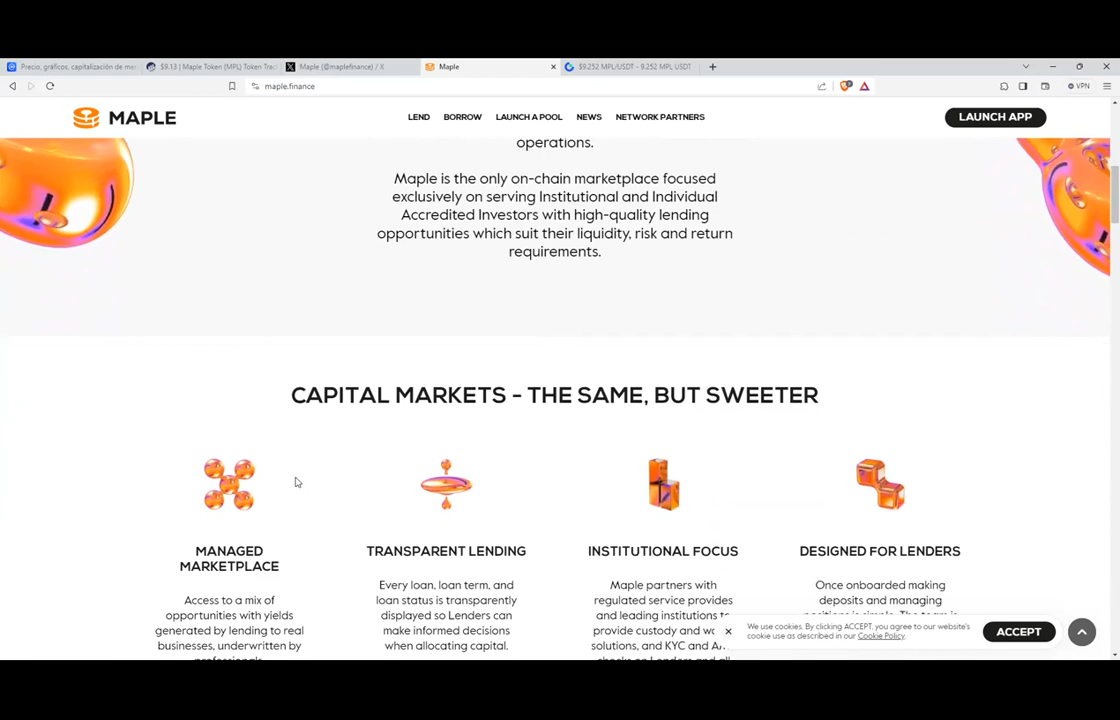 Precio, gráficos, capitalización de me
$9.13 | Maple Token (MPL) Token Trac
Maple (@maplefinance) / X
Maple
$9.252 MPL/USDT - 9.252 MPL USDT
maple.finance
VPN
MAPLE
LEND
BORROW
LAUNCH A POOL
NEWS
NETWORK PARTNERS
LAUNCH APP
operations.
Maple is the only on-chain marketplace focused
exclusively on serving Institutional and Individual
Accredited Investors with high-quality lending
opportunities which suit their liquidity, risk and return
requirements.
CAPITAL MARKETS - THE SAME, BUT SWEETER
MANAGED
MARKETPLACE
Access to a mix of
opportunities with yields
generated by lending to real
businesses, underwritten by
professionals
TRANSPARENT LENDING
Every loan, loan term, and
loan status is transparently
displayed so Lenders can
make informed decisions
when allocating capital.
INSTITUTIONAL FOCUS
Maple partners with
regulated service provides
and leading institutions to
provide custody and
solutions, and KYC and
checks on Lenders and all
DESIGNED FOR LENDERS
Once onboarded making
deposits and managing
We use cookies. By clicking ACCEPT, you agree to our website's
cookie use as described in our Cookie Policy.
ACCEPT